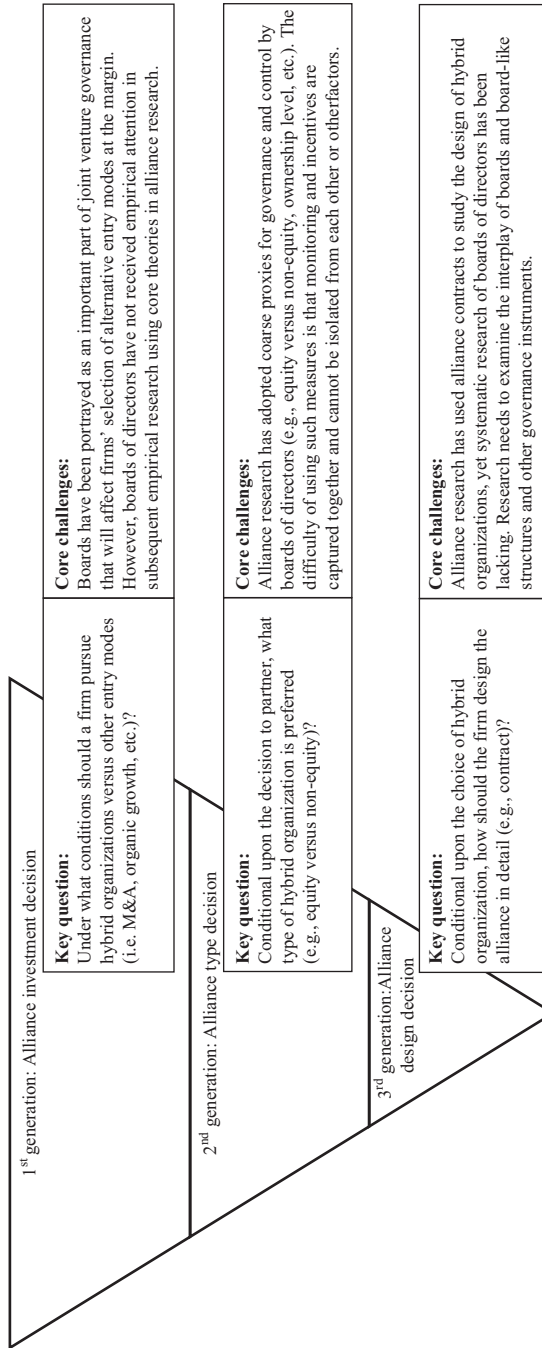 1st generation: Alliance investment decision
Key question:
Under what conditions should a firm pursue
hybrid organizations versus other entry modes
(i.e. M&A, organic growth, etc.)?
Core challenges:
Boards have been portrayed as an important part of joint venture governance
that will affect firms' selection of alternative entry modes at the margin.
However, boards of directors have not received empirical attention in
subsequent empirical research using core theories in alliance research.
2nd generation: Alliance type decision
Key question:
Conditional upon the decision to partner, what
type of hybrid organization is preferred
(e.g., equity versus non-equity)?
Core challenges:
Alliance research has adopted coarse proxies for governance and control by
boards of directors (e.g., equity versus non-equity, ownership level, etc.). The
difficulty of using such measures is that monitoring and incentives are
captured together and cannot be isolated from each other or otherfactors.
3rd generation:Alliance
design decision
Key question:
Conditional upon the choice of hybrid
organization, how should the firm design the
alliance in detail (e.g., contract)?
Core challenges:
Alliance research has used alliance contracts to study the design of hybrid
organizations, yet systematic research of boards of directors has been
lacking. Research needs to examine the interplay of boards and board-like
structures and other governance instruments.